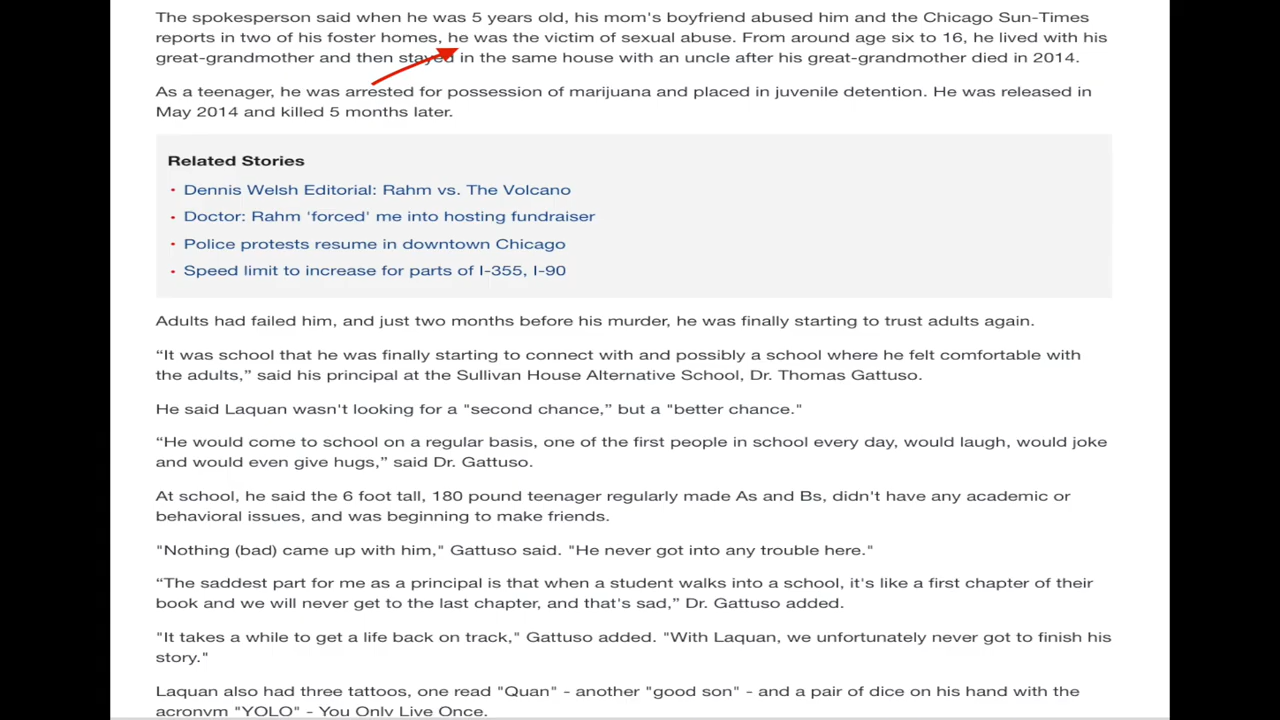 The spokesperson said when he was 5 years old, his mom's boyfriend abused him and the Chicago Sun-Times
reports in two of his foster homes, he was the victim of sexual abuse. From around age six to 16, he lived with his
great-grandmother and then stayed in the same house with an uncle after his great-grandmother died in 2014.
As a teenager, he was arrested for possession of marijuana and placed in juvenile detention. He was released in
May 2014 and killed 5 months later.
Related Stories
Dennis Welsh Editorial: Rahm vs. The Volcano
Doctor: Rahm 'forced' me into hosting fundraiser
Police protests resume in downtown Chicago
Speed limit to increase for parts of I-355, I-90
Adults had failed him, and just two months before his murder, he was finally starting to trust adults again.
“It was school that he was finally starting to connect with and possibly a school where he felt comfortable with
the adults,” said his principal at the Sullivan House Alternative School, Dr. Thomas Gattuso.
He said Laquan wasn't looking for a "second chance,” but a "better chance."
“He would come to school on a regular basis, one of the first people in school every day, would laugh, would joke
and would even give hugs,” said Dr. Gattuso.
At school, he said the 6 foot tall, 180 pound teenager regularly made As and Bs, didn't have any academic or
behavioral issues, and was beginning to make friends.
"Nothing (bad) came up with him," Gattuso said. "He never got into any trouble here."
“The saddest part for me as a principal is that when a student walks into a school, it's like a first chapter of their
book and we will never get to the last chapter, and that's sad,” Dr. Gattuso added.
"It takes a while to get a life back on track," Gattuso added. "With Laquan, we unfortunately never got to finish his
story."
Laquan also had three tattoos, one read "Quan" - another "good son" - and a pair of dice on his hand with the
acronym "YOLO" - You Only Live Once.